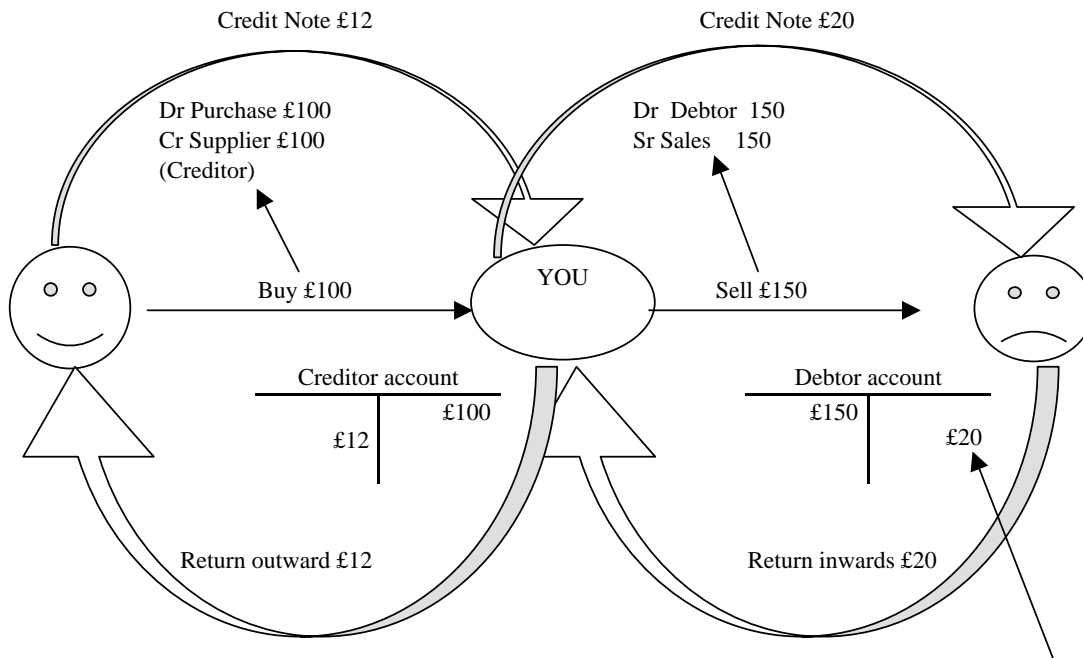 Credit Note £12
Credit Note £20
Dr Purchase £100
Cr Supplier £100
(Creditor)
Dr Debtor 150
Sr Sales 150
YOU
Buy £100
Sell £150
Creditor account
£100
£12
Debtor account
£150
£20
Return outward £12
Return inwards £20